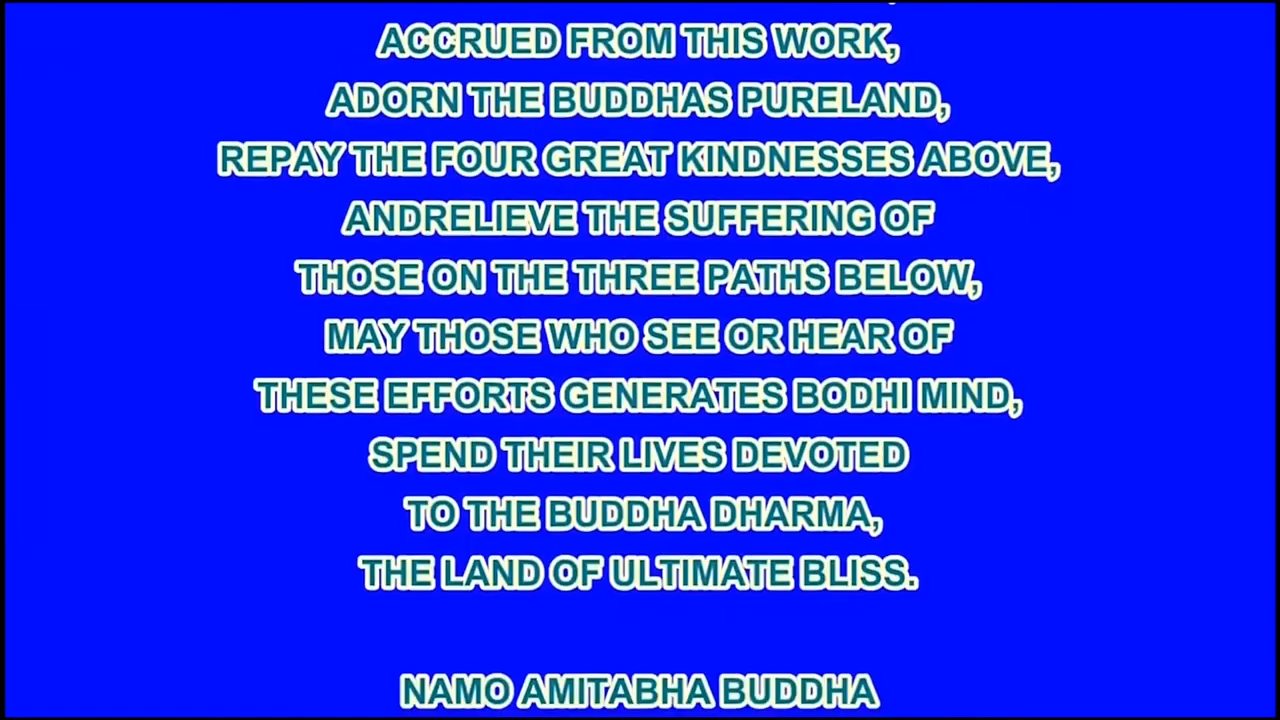 ACCRUED FROM THIS WORK,
ADORN THE BUDDHAS PURELAND,
REPAY THE FOUR GREAT KINDNESSES ABOVE,
ANDRELIEVE THE SUFFERING OF
THOSE ON THE THREE PATHS BELOW,
MAY THOSE WHO SEE OR HEAR OF
THESE EFFORTS GENERATES BODHI MIND,
SPEND THEIR LIVES DEVOTED
TO THE BUDDHA DHARMA,
THE LAND OF ULTIMATE BLISS.
NAMO AMITABHA BUDDHA